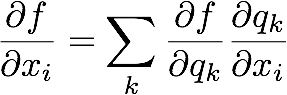 ∂f/∂x_i = ∑_k ∂f/∂q_k ∂q_k/∂x_i